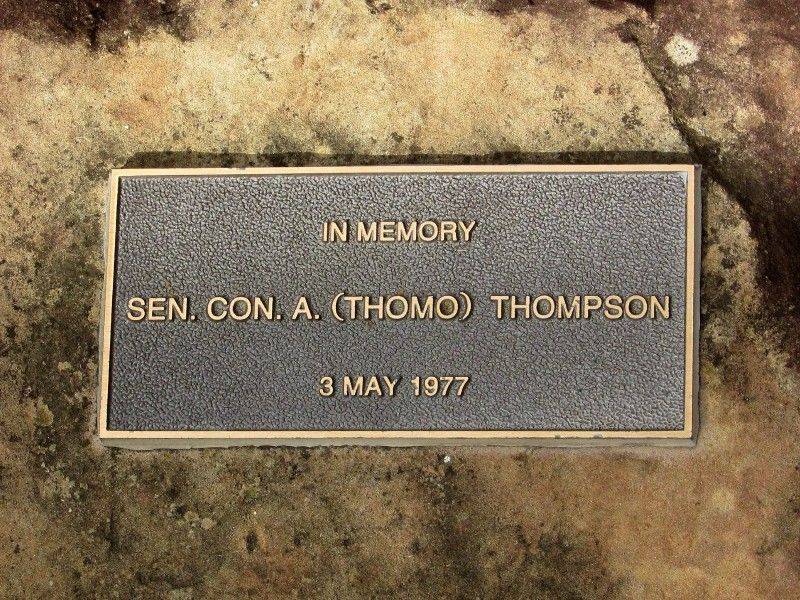 IN MEMORY
SEN. CON. A. (THOMO) THOMPSON
3 MAY 1977